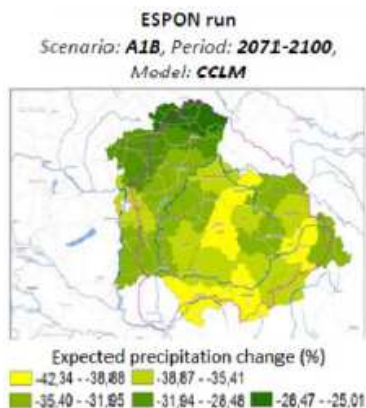 ESPON run
Scenario: A1B, Period: 2071-2100,
Model: CCLM
Expected precipitation change (%)
-42,34 - -38,88 -38,87 - -35,41
-35,40 - -31,95 -31,94 - -28,48 -28,47 - -25,01